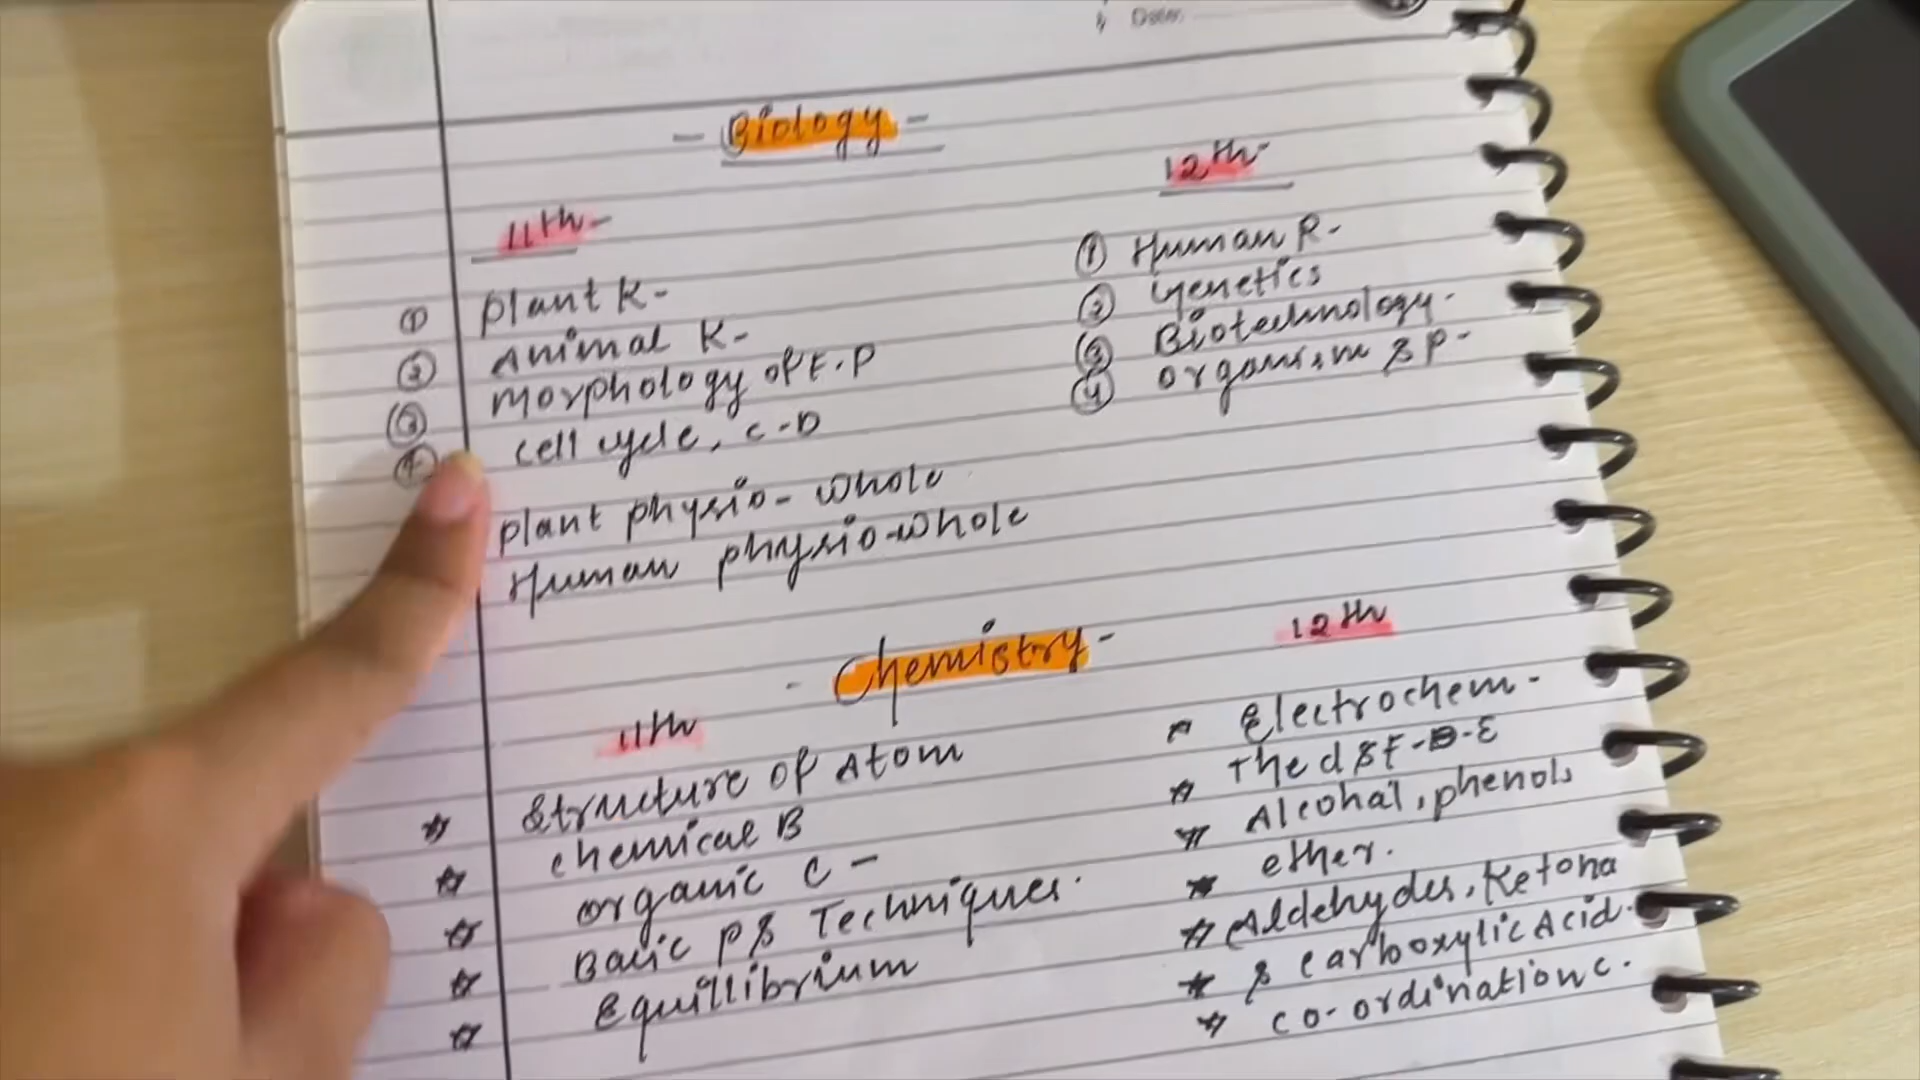 Date:
- Biology -
11th-
① Plant K-
② Animal K-
③ Morphology of F.P
④ Cell cycle, C-D
Plant physio- whole
Human physio-whole
12th-
① Human R-
② Genetics
③ Biotechnology-
④ Organism & P-
- Chemistry -
11th
Structure of Atom
Chemical B
Organic C -
Basic P & Techniques.
Equillibrium
12th
Electrochem-
The d & F-B-E
Alcohal, phenols
ether.
Aldehydes, Ketona
& carboxylic Acid.
Co-ordination c.